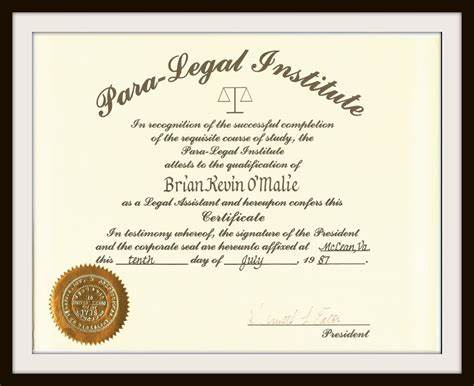 Para-Legal Institute
In recognition of the successful completion
of the requisite course of study, the
Para-Legal Institute
attests to the qualification of
Brian Kevin O'Malie
as a Legal Assistant and hereupon confers this
Certificate
In testimony whereof, the signature of the President
and the corporate seal are hereunto affixed at McLean, Va.
this tenth day of July, 1987.
President